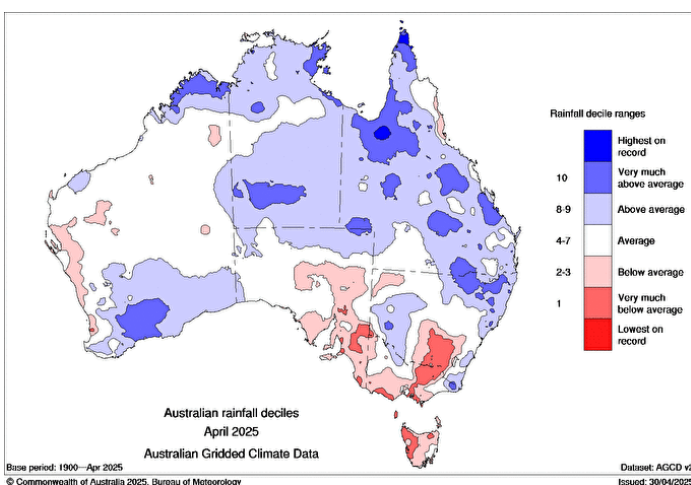 Rainfall decile ranges
Highest on
record
10
Very much
above average
8-9
Above average
4-7
Average
2-3
Below average
1
Very much
below average
Lowest on
record
Australian rainfall deciles
April 2025
Australian Gridded Climate Data
Base period: 1900—Apr 2025
Dataset: AGCD v2
© Commonwealth of Australia 2025, Bureau of Meteorology
Issued: 30/04/2025